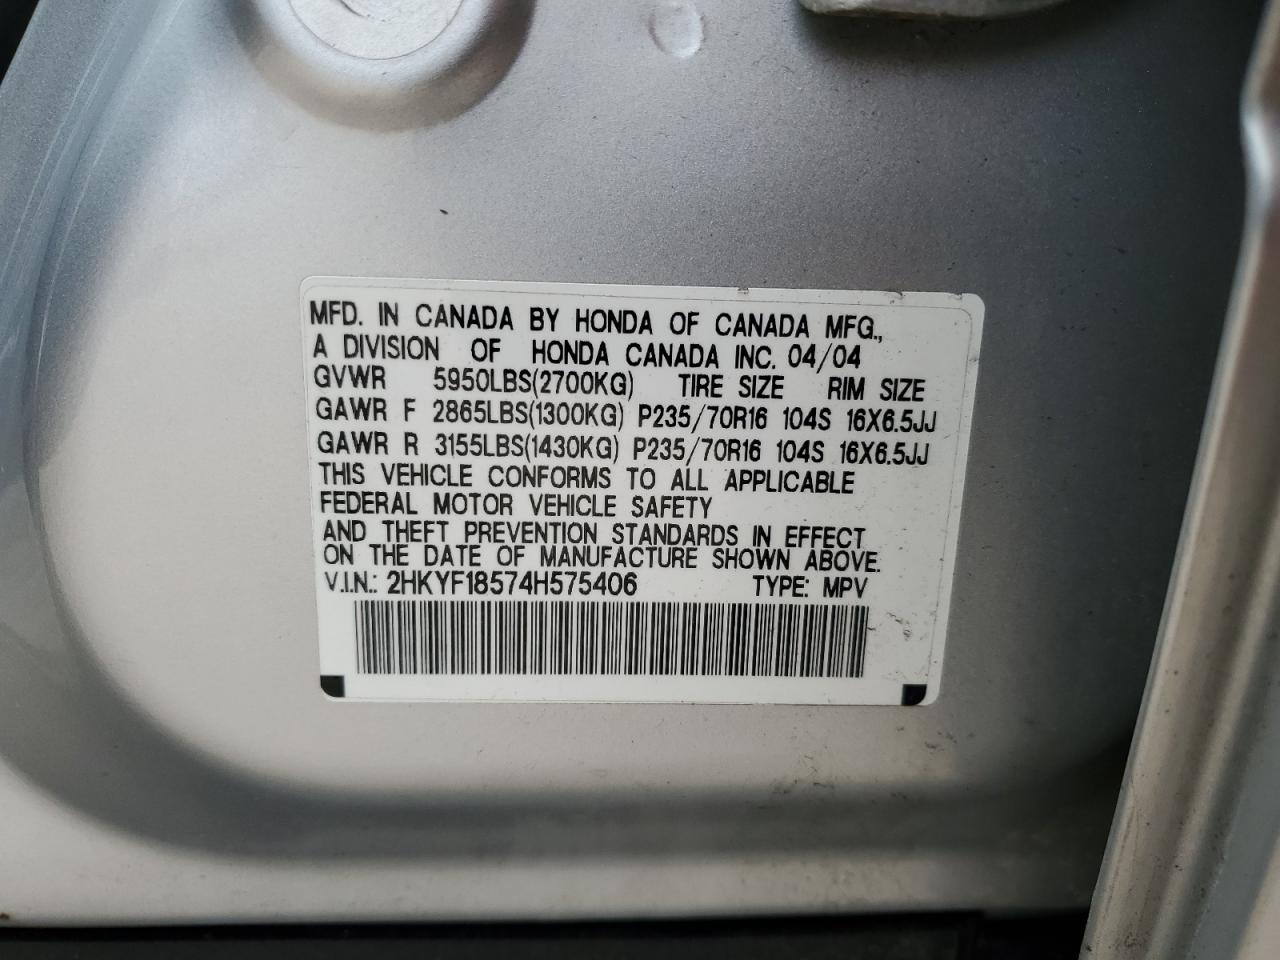 MFD. IN CANADA BY HONDA OF CANADA MFG.,
A DIVISION OF HONDA CANADA INC. 04/04
GVWR 5950LBS(2700KG) TIRE SIZE RIM SIZE
GAWR F 2865LBS(1300KG) P235/70R16 104S 16X6.5JJ
GAWR R 3155LBS(1430KG) P235/70R16 104S 16X6.5JJ
THIS VEHICLE CONFORMS TO ALL APPLICABLE
FEDERAL MOTOR VEHICLE SAFETY
AND THEFT PREVENTION STANDARDS IN EFFECT
ON THE DATE OF MANUFACTURE SHOWN ABOVE.
V.I.N.: 2HKYF18574H575406 TYPE: MPV